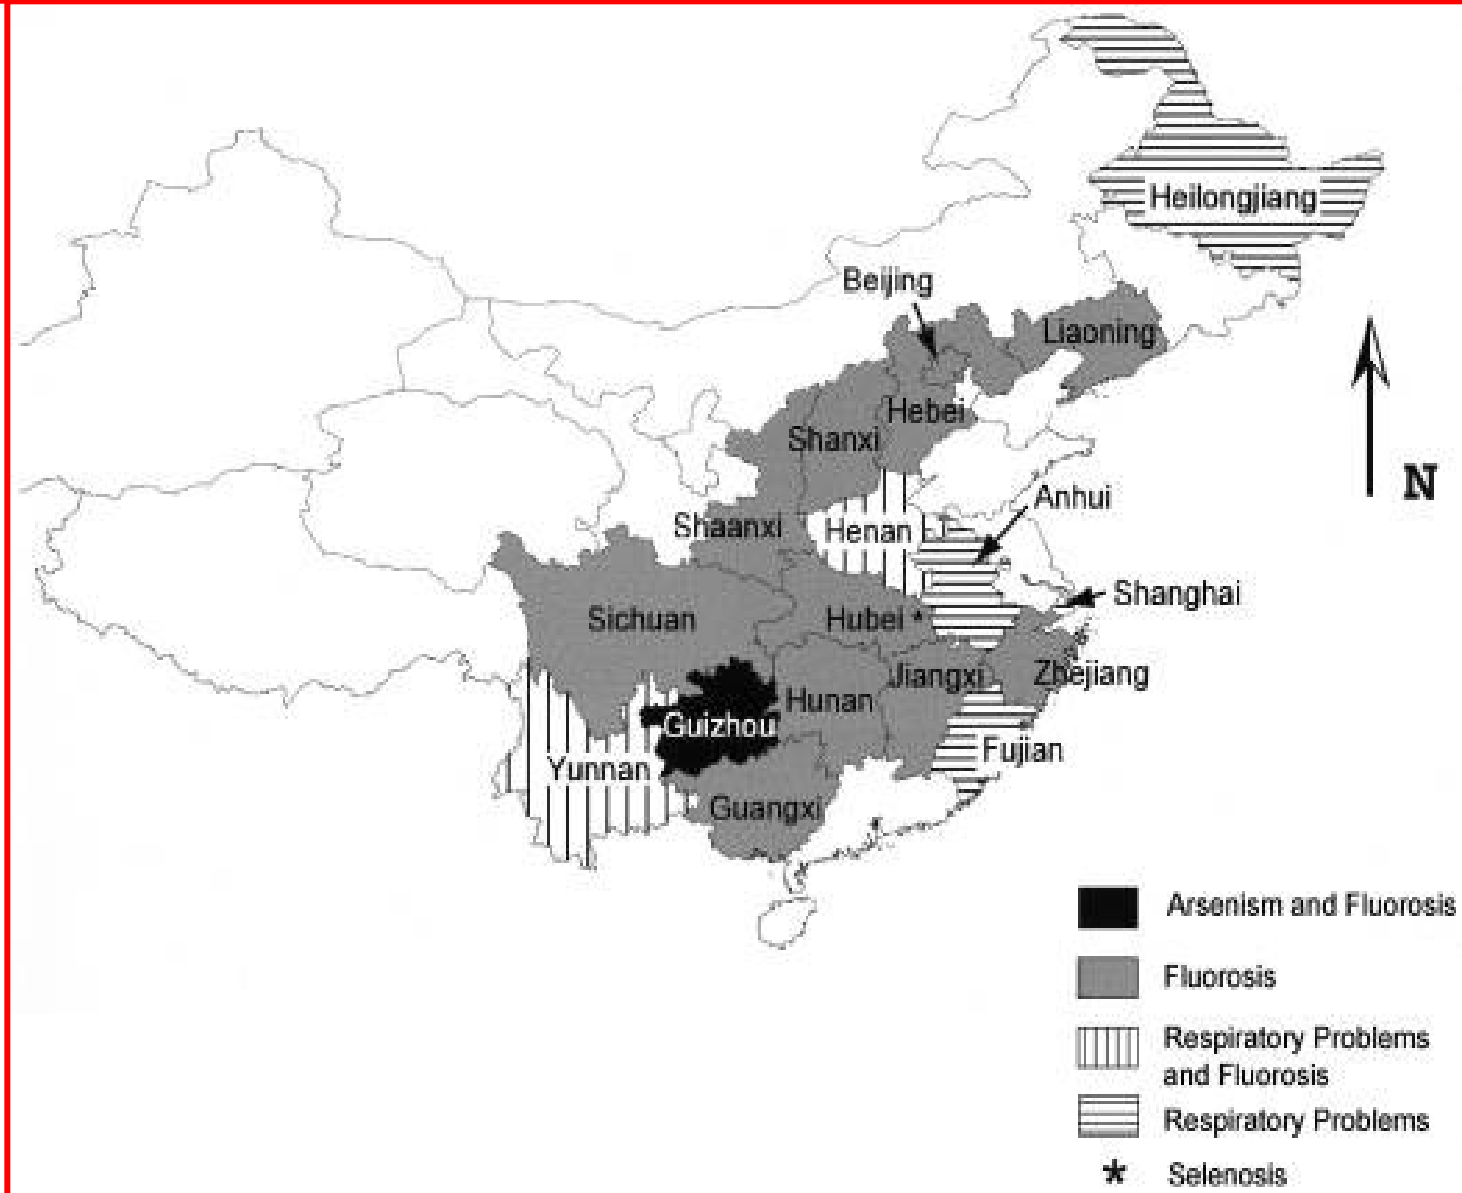 Heilongjiang
Beijing
Liaoning
Hebei
Shanxi
N
Anhui
Shaanxi
Henan
Shanghai
Sichuan
Hubei *
Jiangxi
Zhejiang
Hunan
Guizhou
Fujian
Yunnan
Guangxi
Arsenism and Fluorosis
Fluorosis
Respiratory Problems
and Fluorosis
Respiratory Problems
* Selenosis